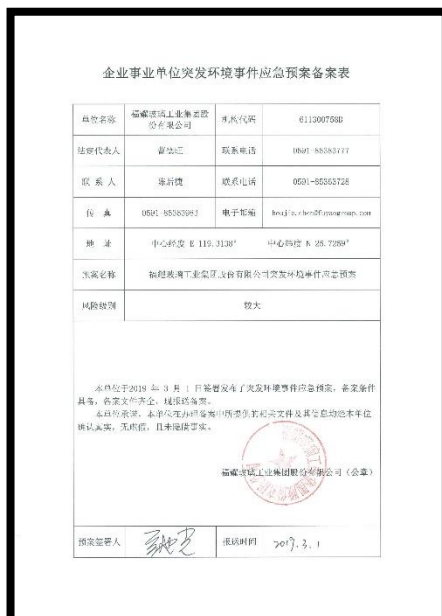 企业事业单位突发环境事件应急预案备案表
单位名称 福耀玻璃工业集团股份有限公司 机构代码 61130075BD
法定代表人 联系电话 0591-85383777
联系人 联系电话 0591-85363728
传真 0591-85383983 电子邮箱
地址 中心经度 E 119.3138° 中心纬度 N 25.7259°
预案名称 福耀玻璃工业集团股份有限公司突发环境事件应急预案
风险级别 较大
本单位于2019 年 3 月 1 日签署发布了突发环境事件应急预案，备案条件
具备，备案文件齐全，现报送备案。
本单位承诺，本单位在办理备案中所提供的相关文件及其信息均经本单位
确认真实，无虚假，且未隐瞒事实。
福耀玻璃工业集团股份有限公司（公章）
预案签署人 报送时间 2019.3.1